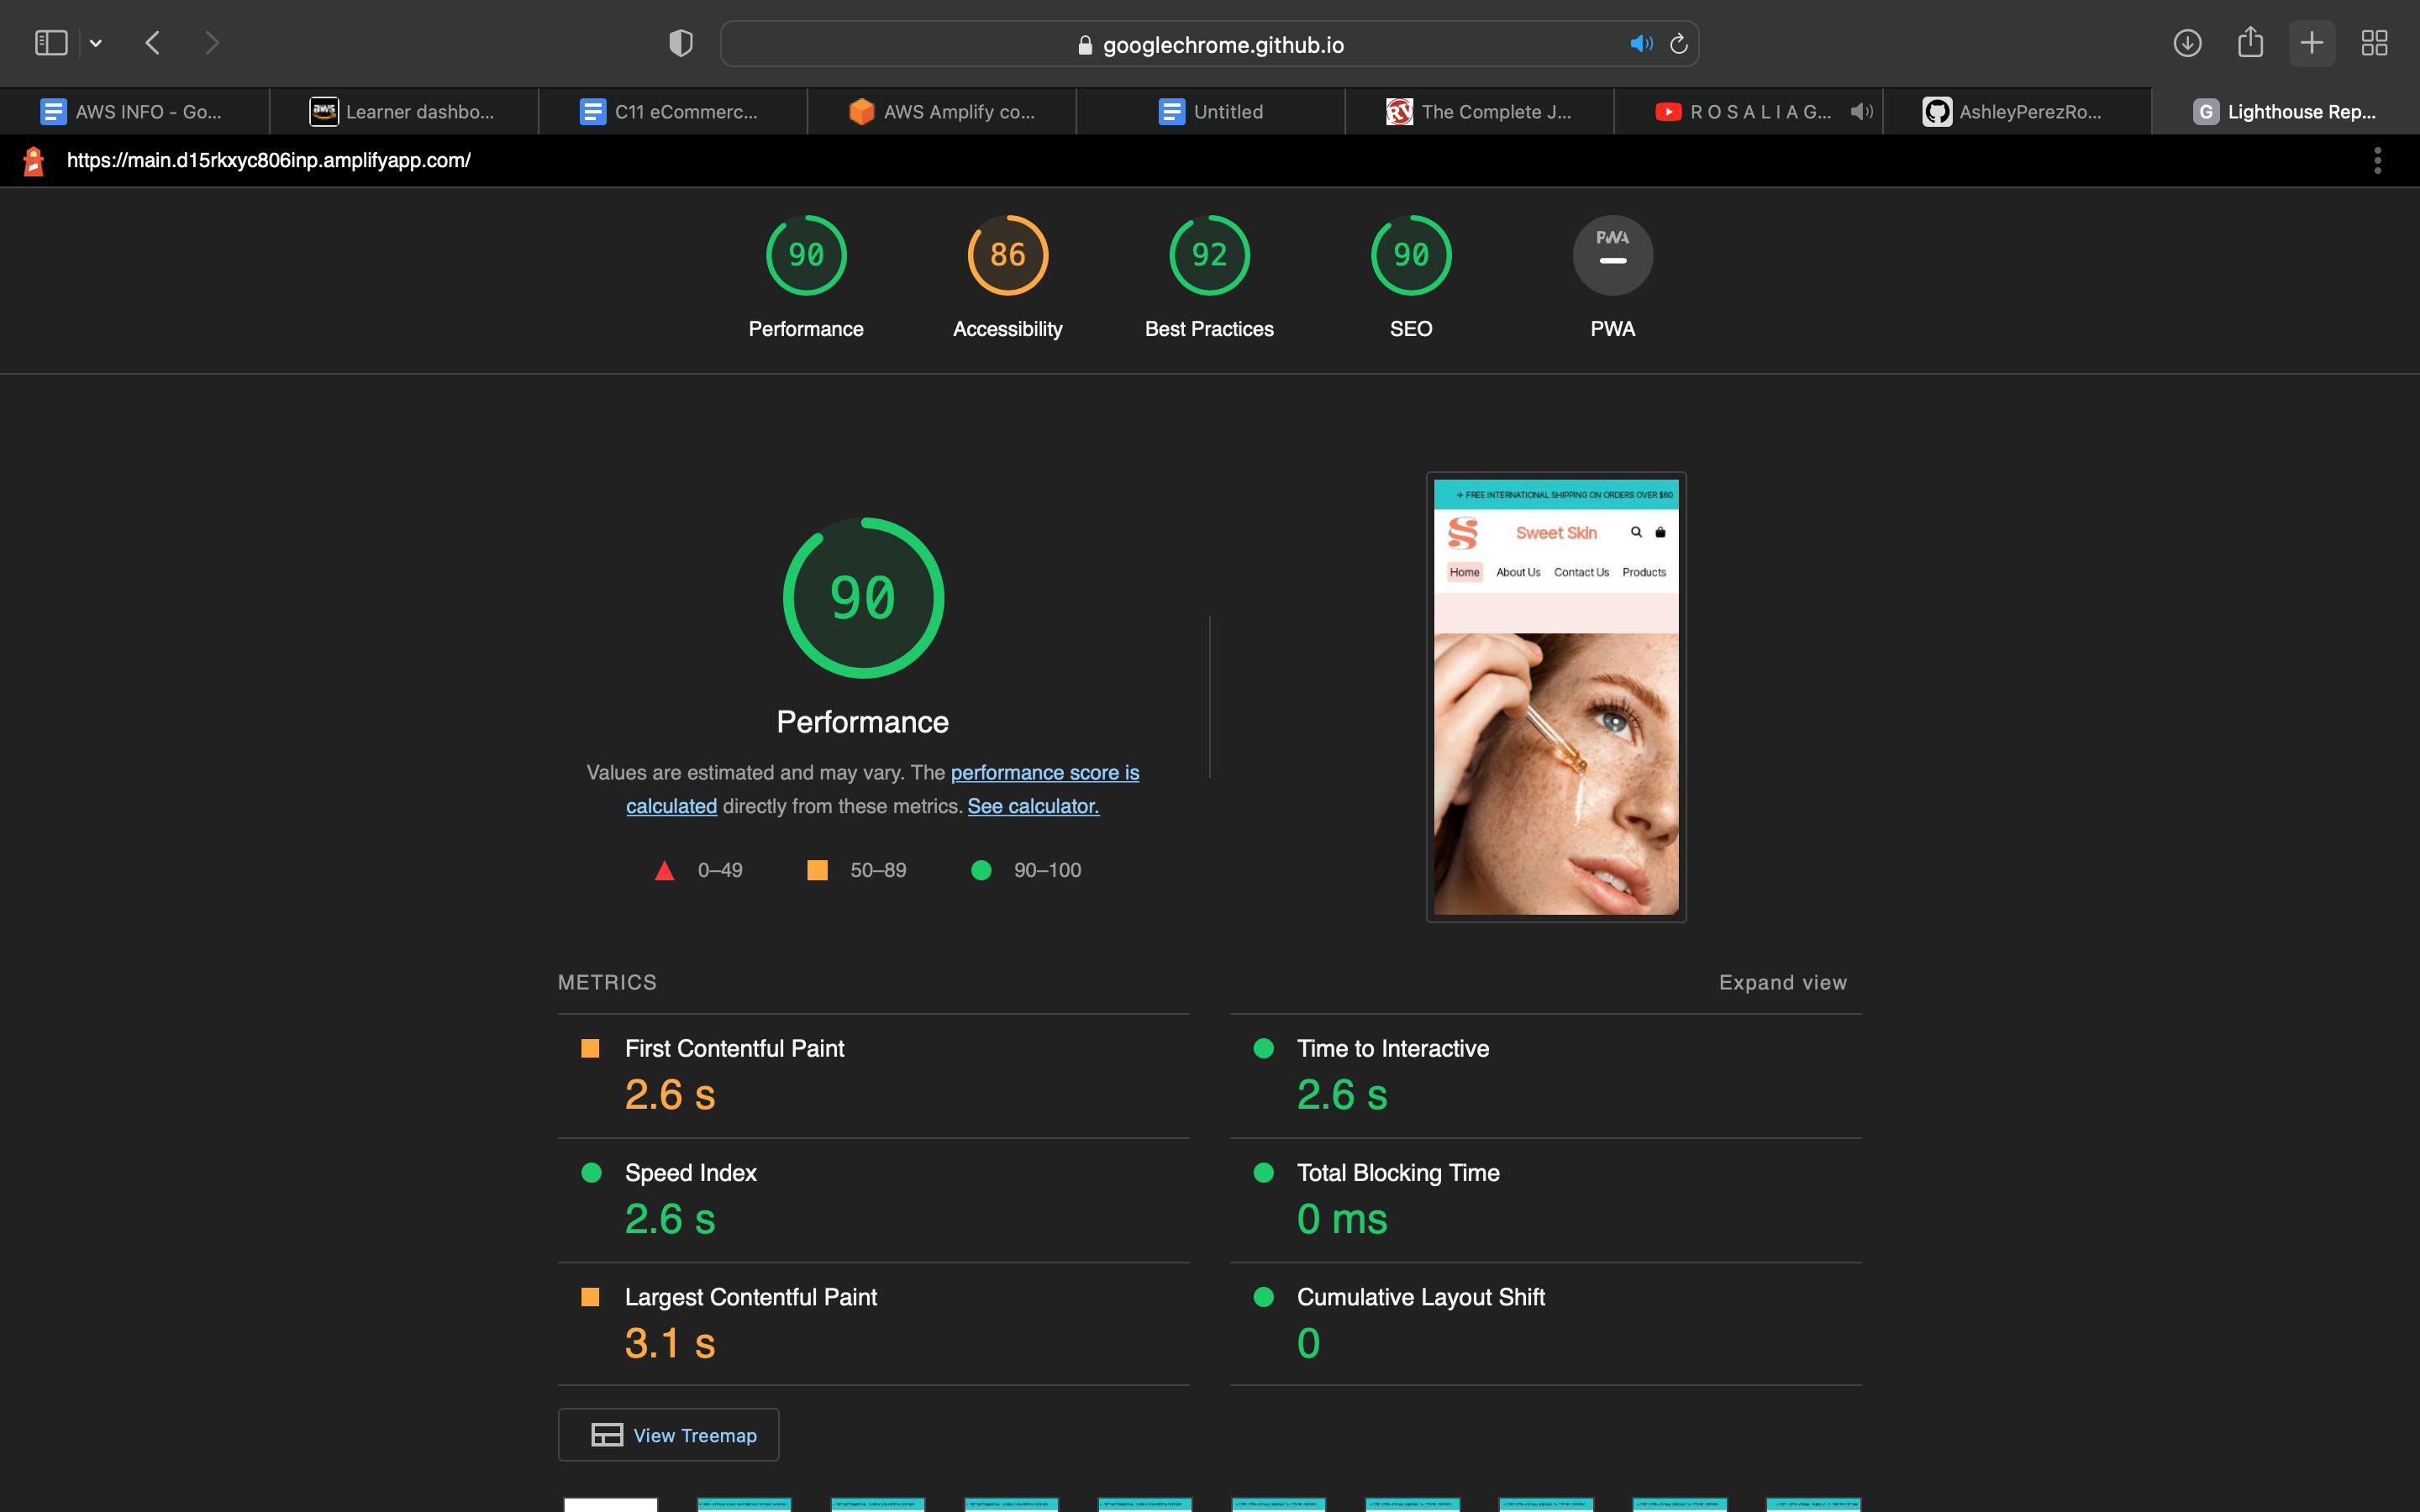 googlechrome.github.io
AWS INFO - Go...
Learner dashbo...
C11 eCommerc...
AWS Amplify co...
Untitled
The Complete J...
R O S A L I A G...
AshleyPerezRo...
G Lighthouse Rep...
https://main.d15rkxyc806inp.amplifyapp.com/
90
86
92
90
PWA
Performance
Accessibility
Best Practices
SEO
PWA
90
Performance
Values are estimated and may vary. The performance score is
calculated directly from these metrics. See calculator.
0–49
50–89
90–100
✈ FREE INTERNATIONAL SHIPPING ON ORDERS OVER $60
Sweet Skin
Home About Us Contact Us Products
METRICS
Expand view
First Contentful Paint
2.6 s
Time to Interactive
2.6 s
Speed Index
2.6 s
Total Blocking Time
0 ms
Largest Contentful Paint
3.1 s
Cumulative Layout Shift
0
View Treemap